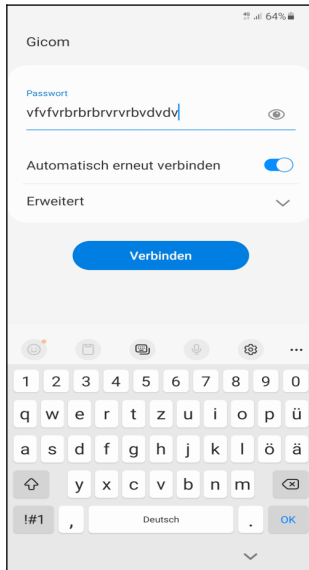 64%
Gicom
Passwort
vfvfvrbrbrbrvrvrbvdvdv
Automatisch erneut verbinden
Erweitert
Verbinden
1 2 3 4 5 6 7 8 9 0
q w e r t z u i o p ü
a s d f g h j k l ö ä
y x c v b n m
!#1 , Deutsch . OK